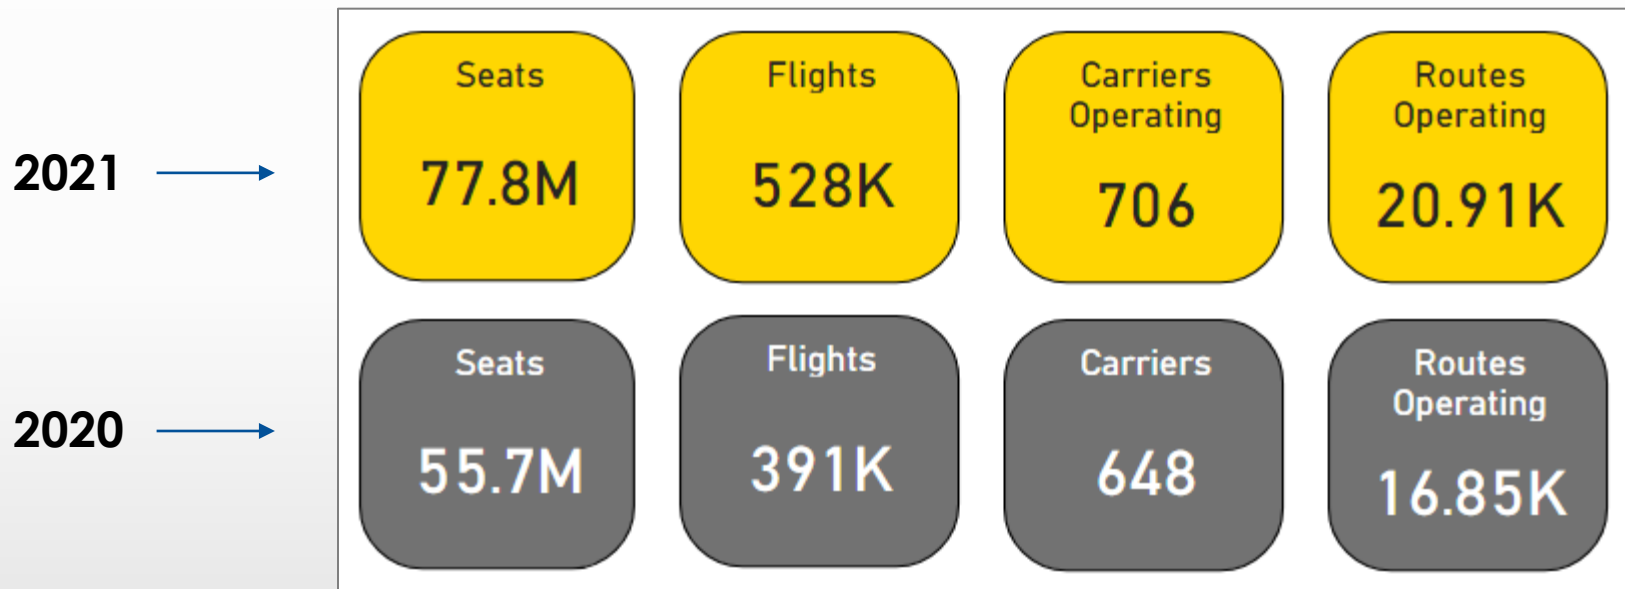 2021
Seats
77.8M
Flights
528K
Carriers
Operating
706
Routes
Operating
20.91K
2020
Seats
55.7M
Flights
391K
Carriers
648
Routes
Operating
16.85K